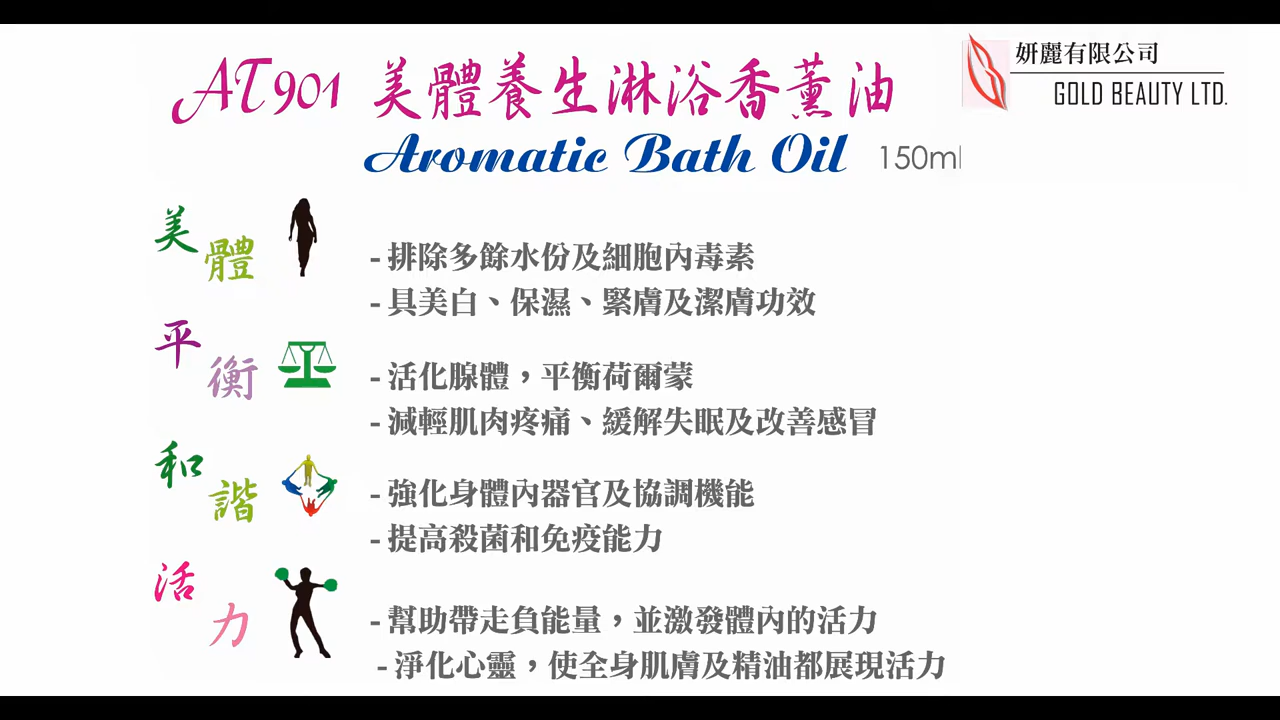 AT901 美體養生淋浴香薰油
Aromatic Bath Oil 150ml
妍麗有限公司
GOLD BEAUTY LTD.
美體
- 排除多餘水份及細胞內毒素
- 具美白、保濕、緊膚及潔膚功效
平衡
- 活化腺體，平衡荷爾蒙
- 減輕肌肉疼痛、緩解失眠及改善感冒
和諧
- 強化身體內器官及協調機能
- 提高殺菌和免疫能力
活力
- 幫助帶走負能量，並激發體內的活力
- 淨化心靈，使全身肌膚及精油都展現活力